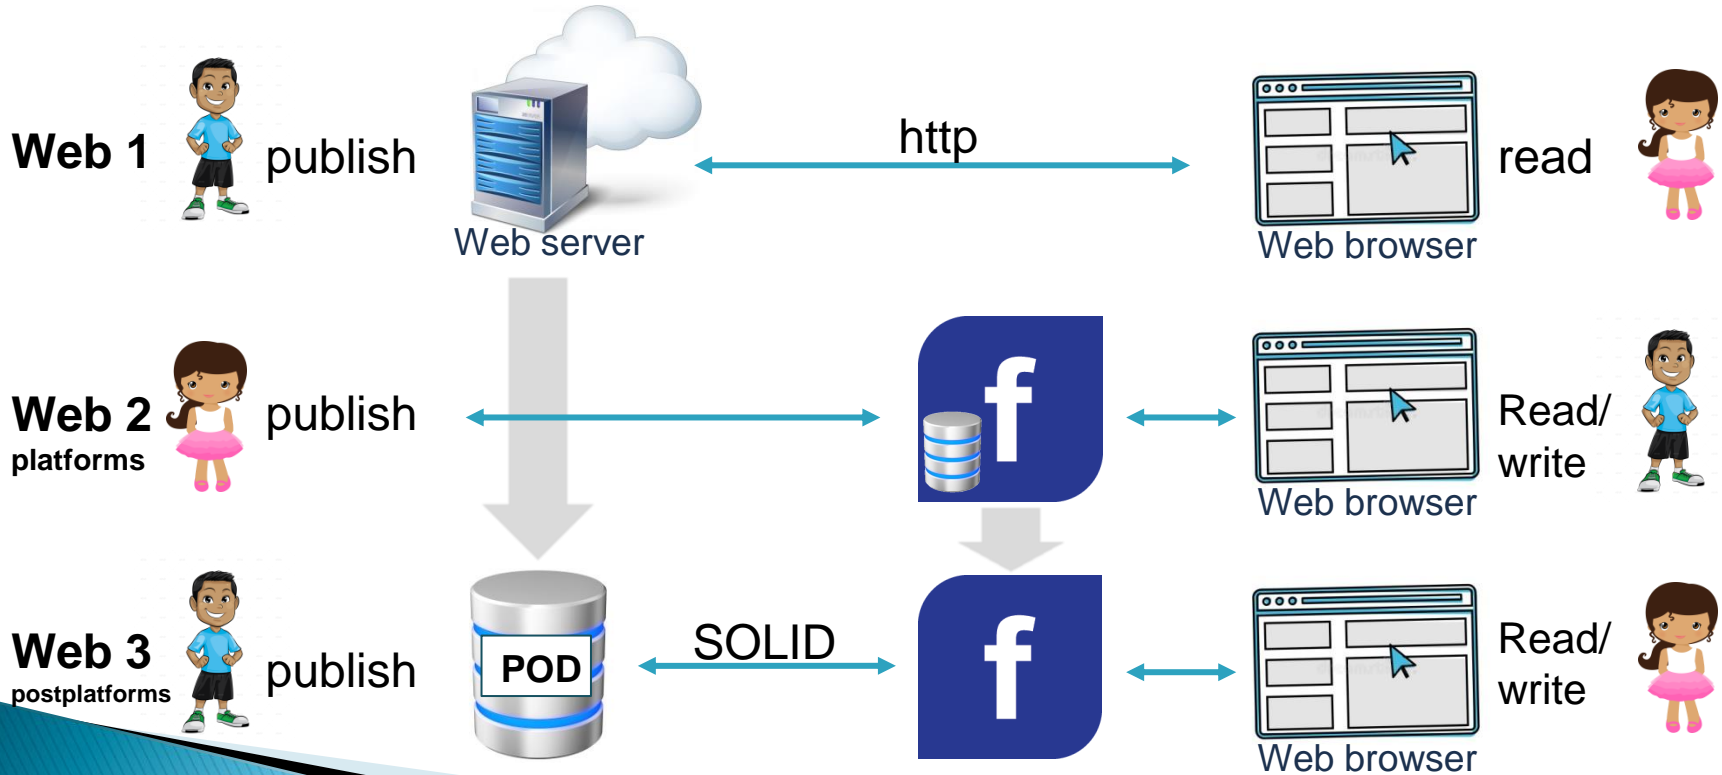 Web 1
publish
Web server
http
Web browser
read
Web 2
platforms
publish
f
Web browser
Read/
write
Web 3
postplatforms
publish
POD
SOLID
f
Web browser
Read/
write